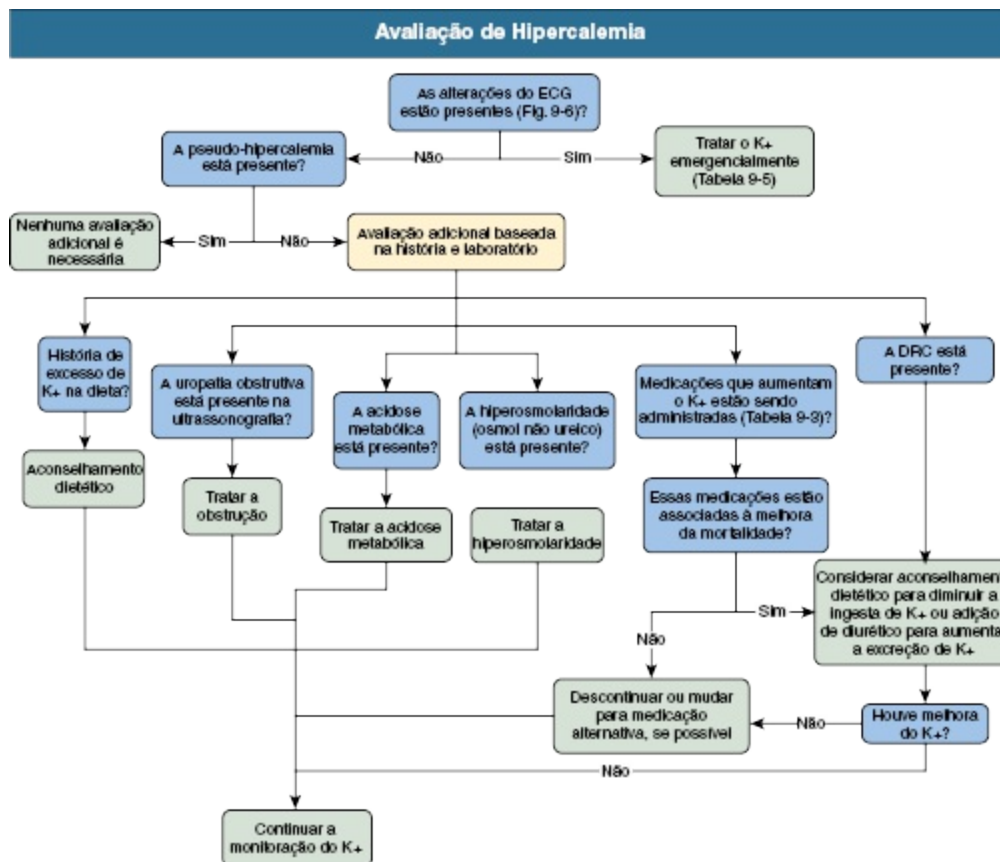 Avaliação de Hipercalemia
As alterações do ECG
estão presentes (Fig. 9-6)?
A pseudo-hipercalemia
está presente?
Não
Sim
Tratar o K+
emergencialmente
(Tabela 9-5)
Nenhuma avaliação
adicional é
necessária
Sim
Não
Avaliação adicional baseada
na história e laboratório
História de
excesso de
K+ na dieta?
A uropatia obstrutiva
está presente na
ultrassonografia?
A acidose
metabólica
está presente?
A hiperosmolaridade
(osmol não ureico)
está presente?
Medicações que aumentam
o K+ estão sendo
administradas (Tabela 9-3)?
A DRC está
presente?
Aconselhamento
dietético
Tratar a
obstrução
Tratar a acidose
metabólica
Tratar a
hiperosmolaridade
Essas medicações estão
associadas à melhora
da mortalidade?
Sim
Não
Considerar aconselhament
dietético para diminuir a
ingesta de K+ ou adição
de diurético para aumenta
a excreção de K+
Descontinuar ou mudar
para medicação
alternativa, se possível
Não
Houve melhora
do K+?
Não
Continuar a
monitoração do K+